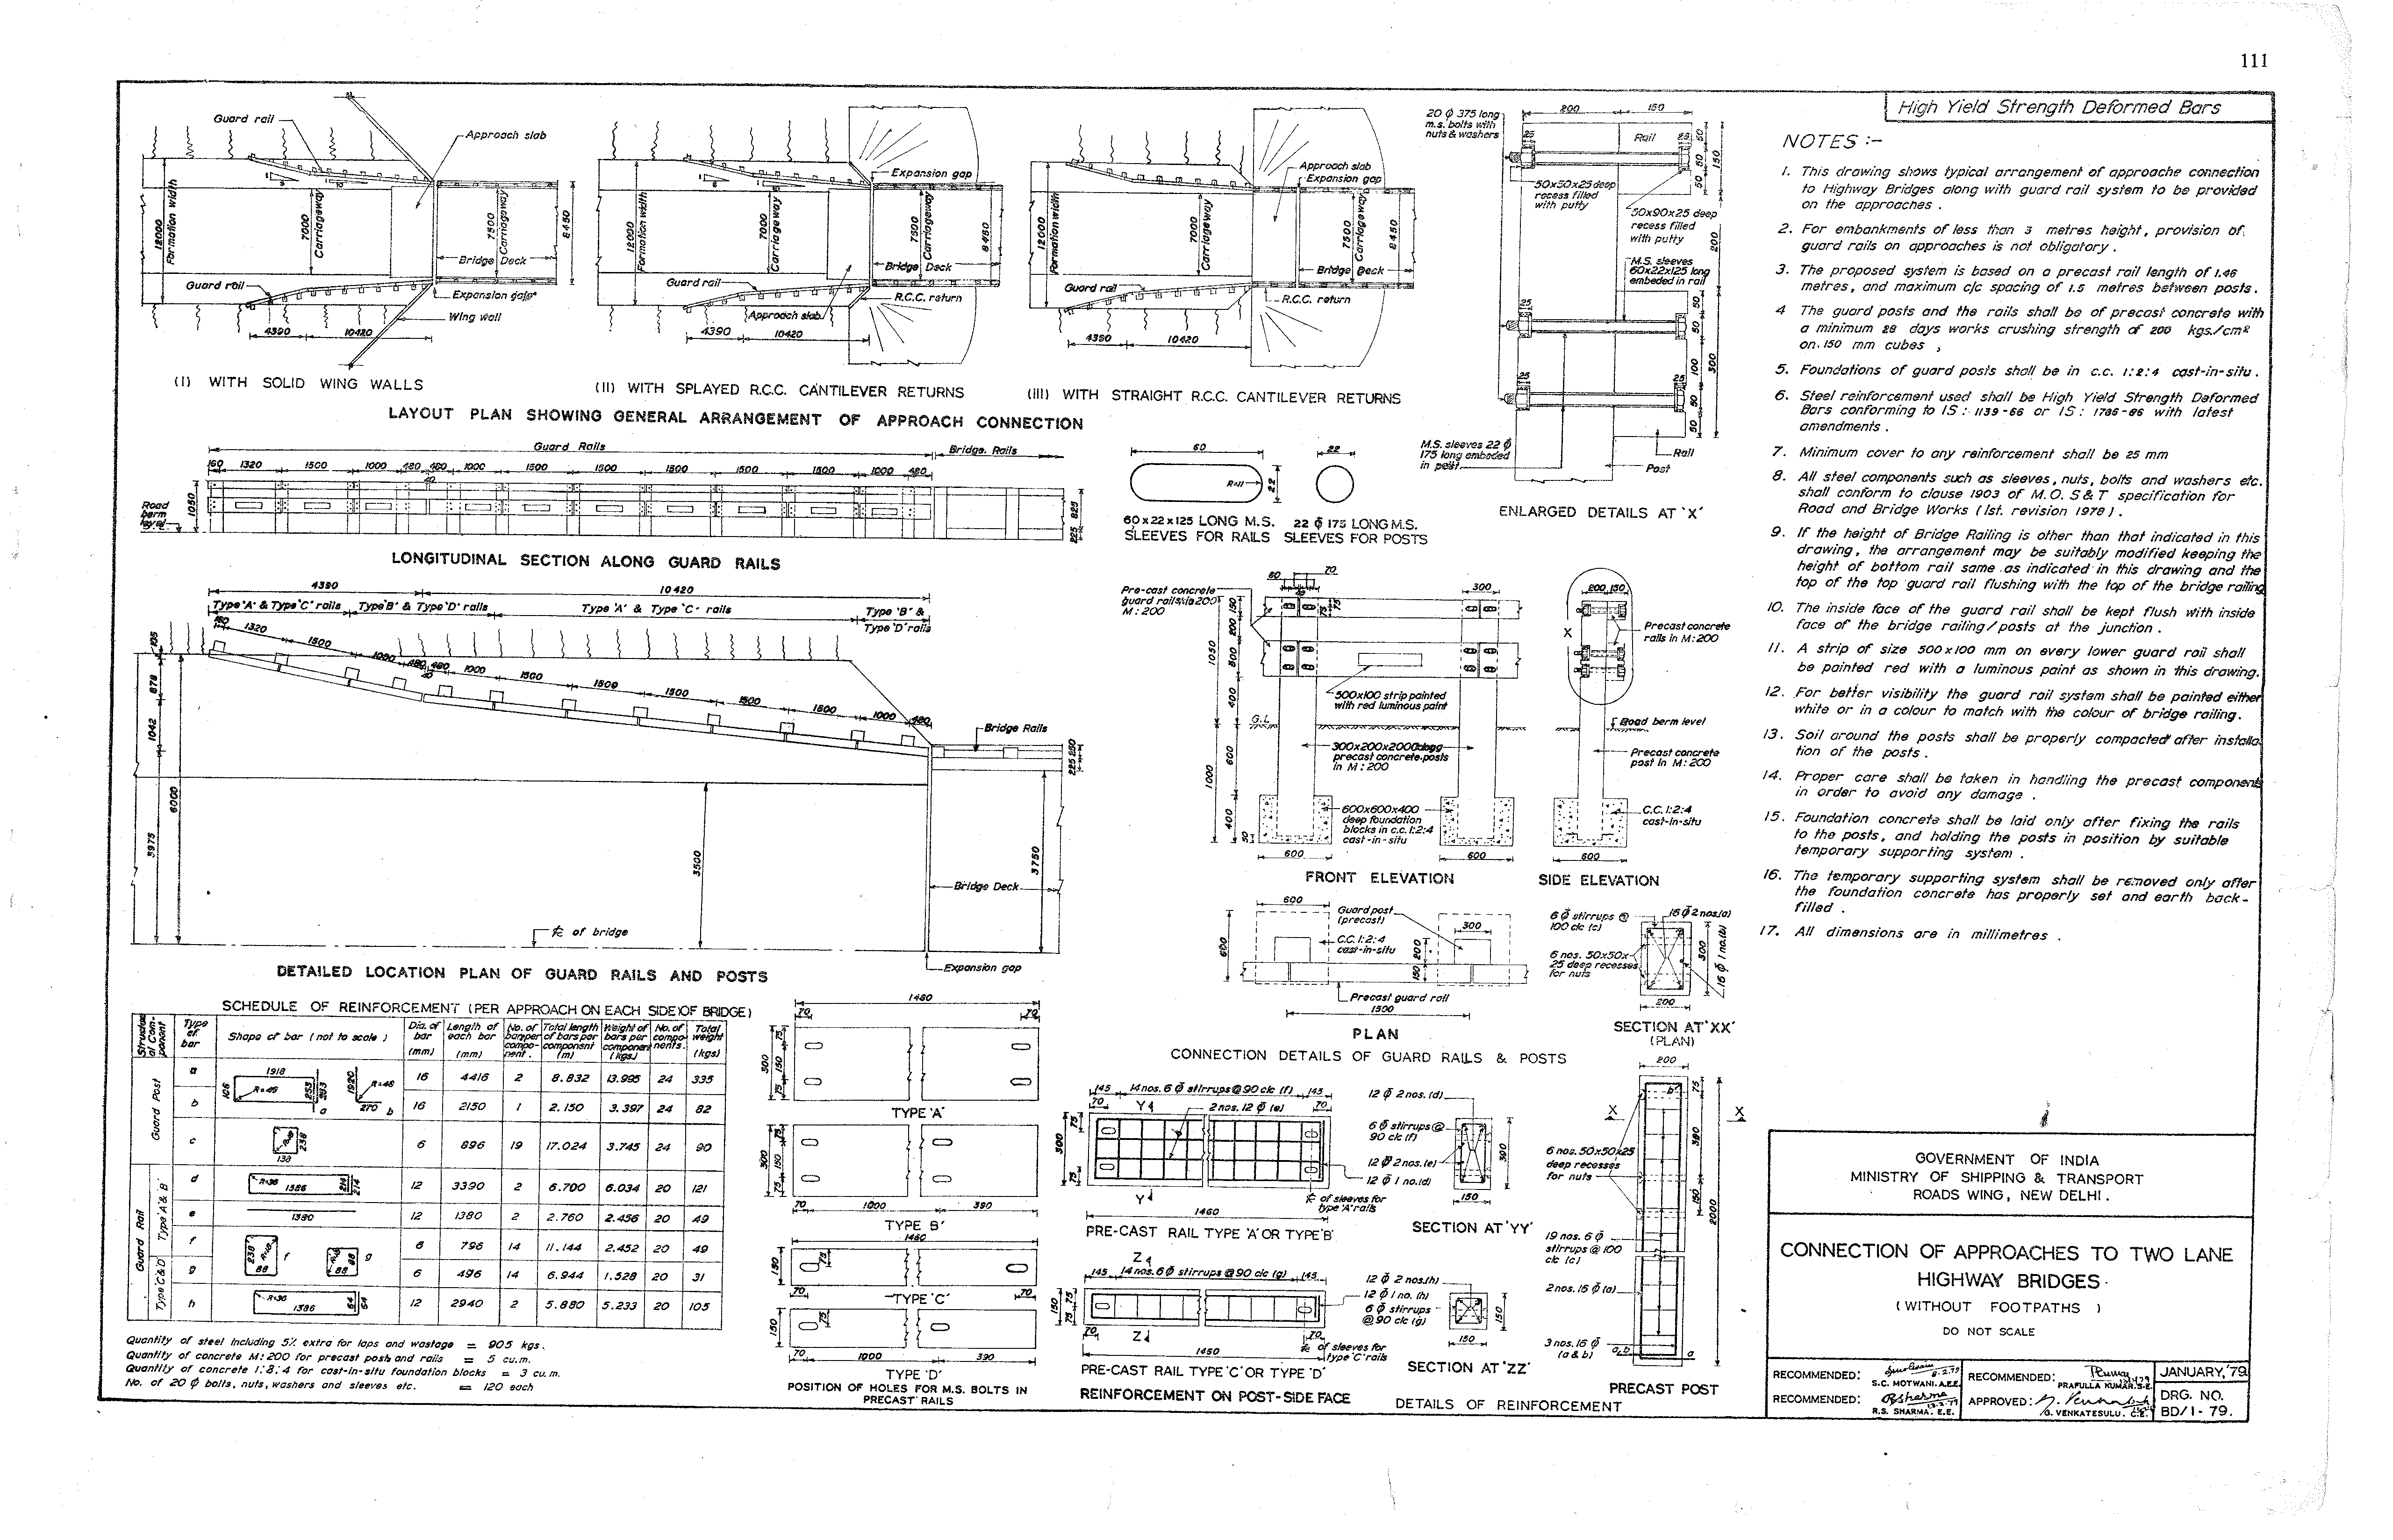 111
High Yield Strength Deformed Bars
NOTES :-
1. This drawing shows typical arrangement of approache connection
to Highway Bridges along with guard rail system to be provided
on the approaches .
2. For embankments of less than 3 metres height, provision of
guard rails on approaches is not obligatory .
3. The proposed system is based on a precast rail length of 1.46
metres, and maximum c/c spacing of 1.5 metres between posts.
4 The guard posts and the rails shall be of precast concrete with
a minimum 28 days works crushing strength of 200 kgs./cm²
on 150 mm cubes ,
5. Foundations of guard posts shall be in c.c. 1:2:4 cast-in-situ .
6. Steel reinforcement used shall be High Yield Strength Deformed
Bars conforming to IS : 1139-66 or IS : 1786-66 with latest
amendments .
7. Minimum cover to any reinforcement shall be 25 mm
8. All steel components such as sleeves, nuts, bolts and washers etc.
shall conform to clause 1903 of M.O.S & T specification for
Road and Bridge Works (1st. revision 1978).
9. If the height of Bridge Railing is other than that indicated in this
drawing, the arrangement may be suitably modified keeping the
height of bottom rail same as indicated in this drawing and the
top of the top guard rail flushing with the top of the bridge railing
10. The inside face of the guard rail shall be kept flush with inside
face of the bridge railing/posts at the junction .
11. A strip of size 500x100 mm on every lower guard rail shall
be painted red with a luminous paint as shown in this drawing.
12. For better visibility the guard rail system shall be painted either
white or in a colour to match with the colour of bridge railing.
13. Soil around the posts shall be properly compacted after installa
tion of the posts .
14. Proper care shall be taken in handling the precast components
in order to avoid any damage .
15. Foundation concrete shall be laid only after fixing the rails
to the posts, and holding the posts in position by suitable
temporary supporting system .
16. The temporary supporting system shall be removed only after
the foundation concrete has properly set and earth back-
filled .
17. All dimensions are in millimetres .
GOVERNMENT OF INDIA
MINISTRY OF SHIPPING & TRANSPORT
ROADS WING, NEW DELHI.
CONNECTION OF APPROACHES TO TWO LANE
HIGHWAY BRIDGES
(WITHOUT FOOTPATHS)
DO NOT SCALE
RECOMMENDED: S.C. MOTWANI. A.E.E.
RECOMMENDED: PRAFULLA KUMAR. S.E.
JANUARY,'79
RECOMMENDED: R.S. SHARMA. E.E.
APPROVED: G. VENKATESULU. C.E.
DRG. NO.
BD/1-79.
Guard rail
Approach slab
12000
Formation width
7000
Carriageway
7500
Carriageway
8450
Bridge Deck
Guard rail
Expansion gap
Wing wall
4390 10420
(I) WITH SOLID WING WALLS
Expansion gap
12000
Formation width
7000
Carriageway
7500
Carriageway
8450
Bridge Deck
Guard rail
R.C.C. return
Approach slab
4390 10420
(II) WITH SPLAYED R.C.C. CANTILEVER RETURNS
Approach slab
Expansion gap
12000
Formation width
7000
Carriageway
7500
Carriageway
8450
Bridge Deck
Guard rail
R.C.C. return
4390 10420
(III) WITH STRAIGHT R.C.C. CANTILEVER RETURNS
LAYOUT PLAN SHOWING GENERAL ARRANGEMENT OF APPROACH CONNECTION
Guard Rails
Bridge Rails
160 1320 1500 1000 480 480 1000 1500 1500 1500 1500 1500 1000 480
40
Road
berm
level
1050
225 825
LONGITUDINAL SECTION ALONG GUARD RAILS
60
22
Roll
22
60x22x125 LONG M.S.
SLEEVES FOR RAILS
22 ϕ 175 LONG M.S.
SLEEVES FOR POSTS
20 ϕ 375 long
m.s. bolts with
nuts & washers
200 150
Rail
50x50x25 deep
recess filled
with putty
50x90x25 deep
recess filled
with putty
M.S. sleeves
60x22x125 long
embeded in rail
M.S. sleeves 22 ϕ
175 long embeded
in post
Rail
Post
ENLARGED DETAILS AT 'X'
4390 10420
Type 'A' & Type 'C' rails
Type 'B' & Type 'D' rails
Type 'A' & Type 'C' rails
Type 'B' &
Type 'D' rails
160 1320 1500 1000 480 480 1000 1500 1500 1500 1500 1500 1000 480
105
878
1042
6000
3975
3500
3750
Bridge Rails
225 250
Bridge Deck
℄ of bridge
Expansion gap
DETAILED LOCATION PLAN OF GUARD RAILS AND POSTS
Pre-cast concrete
guard rails in 200
M:200
60 70
300
1050
150
200
300
400
G.L
500x100 strip painted
with red luminous paint
300x200x2000 long
precast concrete posts
in M:200
1000
600
400
50
600x600x400
deep foundation
blocks in c.c. 1:2:4
cast-in-situ
600 600
FRONT ELEVATION
200 150
X
Precast concrete
rails in M:200
Road berm level
Precast concrete
post in M:200
C.C. 1:2:4
cast-in-situ
600
SIDE ELEVATION
600
Guard post
(precast)
C.C. 1:2:4
cast-in-situ
300
600
150 200
Precast guard rail
1500
PLAN
CONNECTION DETAILS OF GUARD RAILS & POSTS
6 ϕ stirrups @
100 c/c (c)
16 ϕ 2 nos.(a)
6 nos. 50x50x
25 deep recesses
for nuts
16 ϕ 1 no.(b)
300
200
SECTION AT 'XX'
(PLAN)
SCHEDULE OF REINFORCEMENT (PER APPROACH ON EACH SIDE OF BRIDGE)
Structural Component | Type of bar | Shape of bar (not to scale) | Dia. of bar (mm) | Length of each bar (mm) | No. of bar per component. | Total length of bars per component (m) | Weight of bars per component (kgs.) | No. of components. | Total weight (kgs)
Guard Post
a 16 4416 2 8.832 13.995 24 335
b 16 2150 1 2.150 3.397 24 82
c 6 896 19 17.024 3.745 24 90
Guard Rail
Type 'A' & 'B'
d 12 3390 2 6.700 6.034 20 121
e 12 1380 2 2.760 2.456 20 49
f 6 796 14 11.144 2.452 20 49
Type 'C' & 'D'
g 6 496 14 6.944 1.528 20 31
h 12 2940 2 5.880 5.233 20 105
Quantity of steel including 5% extra for laps and wastage = 905 kgs.
Quantity of concrete M:200 for precast posts and rails = 5 cu.m.
Quantity of concrete 1:8:4 for cast-in-situ foundation blocks = 3 cu.m.
No. of 20 ϕ bolts, nuts, washers and sleeves etc. = 120 each
1460
70 70
300
75 150 75
TYPE 'A'
300
75 150 75
70 1000 390
TYPE B'
1460
150 75
70 70
TYPE 'C'
150 75
70 1000 390
TYPE 'D'
POSITION OF HOLES FOR M.S. BOLTS IN
PRECAST RAILS
145 14 nos. 6 ϕ stirrups @ 90 c/c (f) 145
70 Y 2 nos. 12 ϕ (e) 70
300
75
75
Y
℄ of sleeves for
type 'A' rails
1460
PRE-CAST RAIL TYPE 'A' OR TYPE 'B'
12 ϕ 2 nos. (d)
6 ϕ stirrups @
90 c/c (f)
12 ϕ 2 nos. (e)
12 ϕ 1 no. (d)
300
150
SECTION AT 'YY'
Z
145 14 nos. 6 ϕ stirrups @ 90 c/c (g) 145
150 75 75
70 Z 70
1460
℄ of sleeves for
type 'C' rails
PRE-CAST RAIL TYPE 'C' OR TYPE 'D'
REINFORCEMENT ON POST-SIDE FACE
12 ϕ 2 nos.(h)
12 ϕ 1 no. (h)
6 ϕ stirrups
@ 90 c/c (g)
150
150
SECTION AT 'ZZ'
DETAILS OF REINFORCEMENT
200
75
X X
6 nos. 50x50x25
deep recesses
for nuts
150
2000
19 nos. 6 ϕ
stirrups @ 100
c/c (c)
2 nos. 16 ϕ (a)
3 nos. 16 ϕ
(a & b)
PRECAST POST